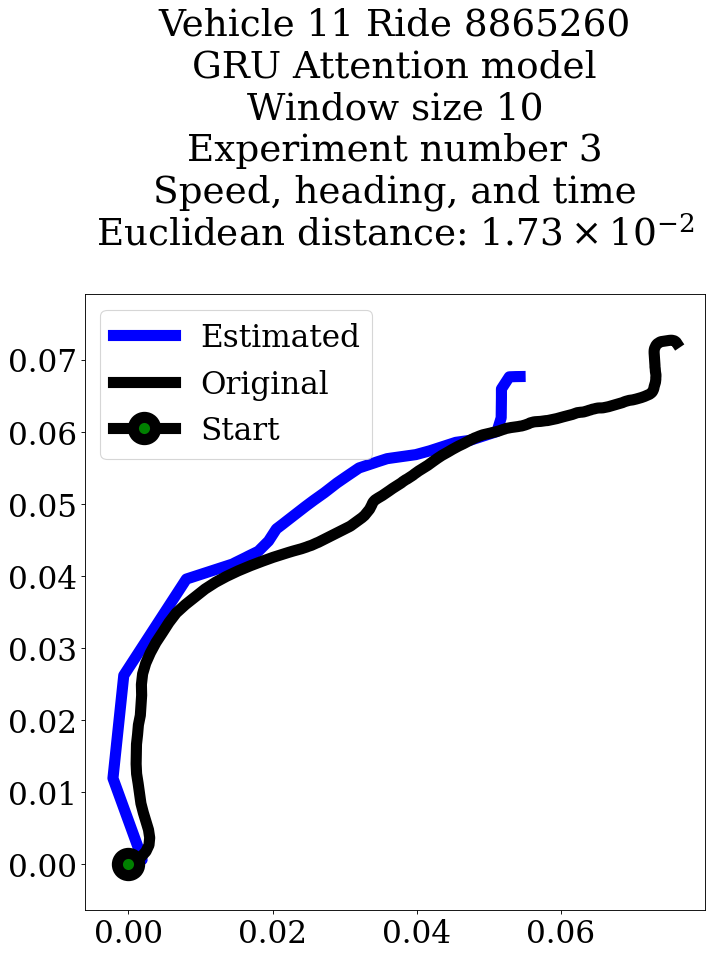 Vehicle 11 Ride 8865260
GRU Attention model
Window size 10
Experiment number 3
Speed, heading, and time
Euclidean distance: 1.73 × 10⁻²
Estimated
Original
Start
0.07
0.06
0.05
0.04
0.03
0.02
0.01
0.00
0.00 0.02 0.04 0.06